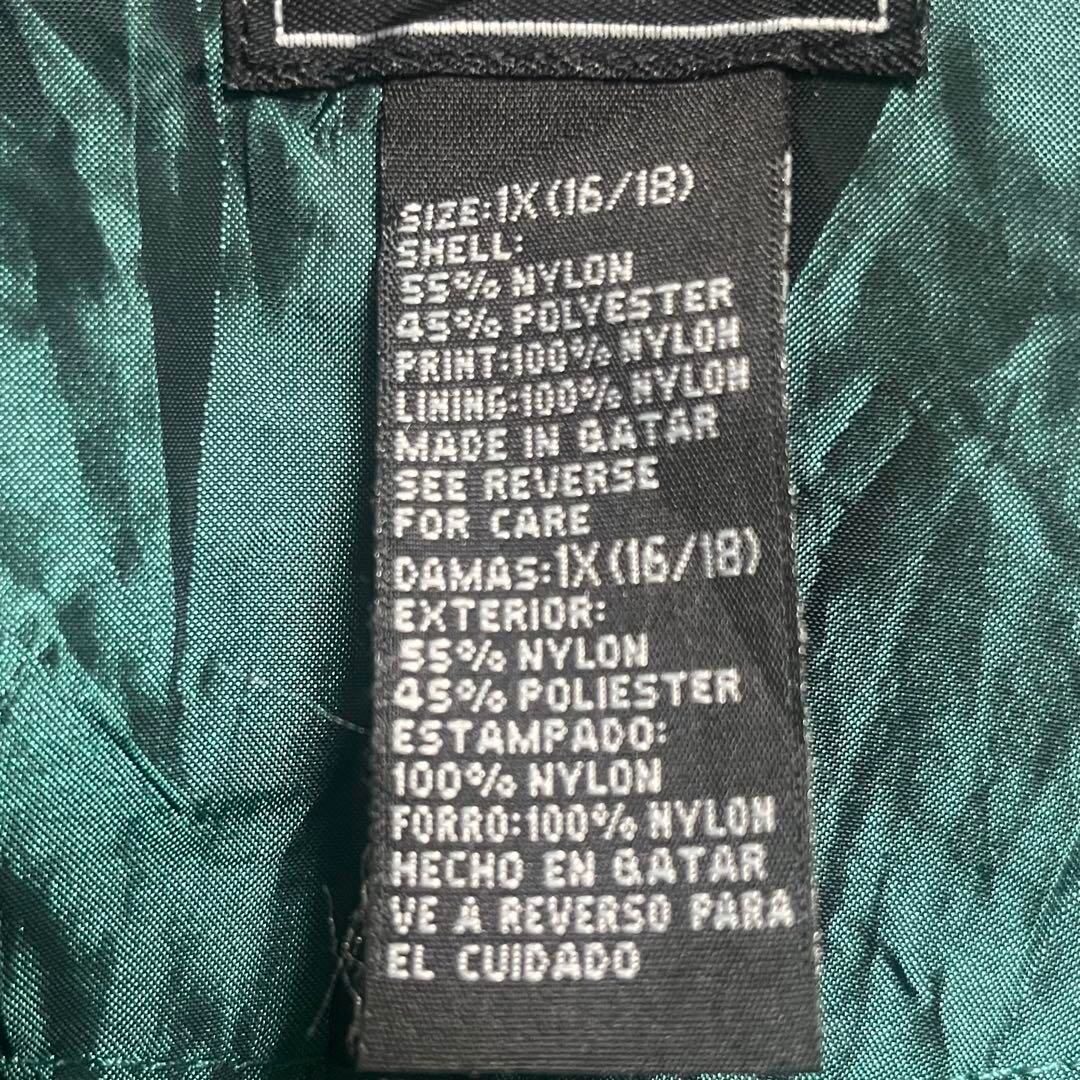 SIZE:1X(16/18)
SHELL:
55% NYLON
45% POLYESTER
PRINT:100% NYLON
LINING:100% NYLON
MADE IN QATAR
SEE REVERSE
FOR CARE
DAMAS:1X(16/18)
EXTERIOR:
55% NYLON
45% POLIESTER
ESTAMPADO:
100% NYLON
FORRO:100% NYLON
HECHO EN QATAR
VE A REVERSO PARA
EL CUIDADO